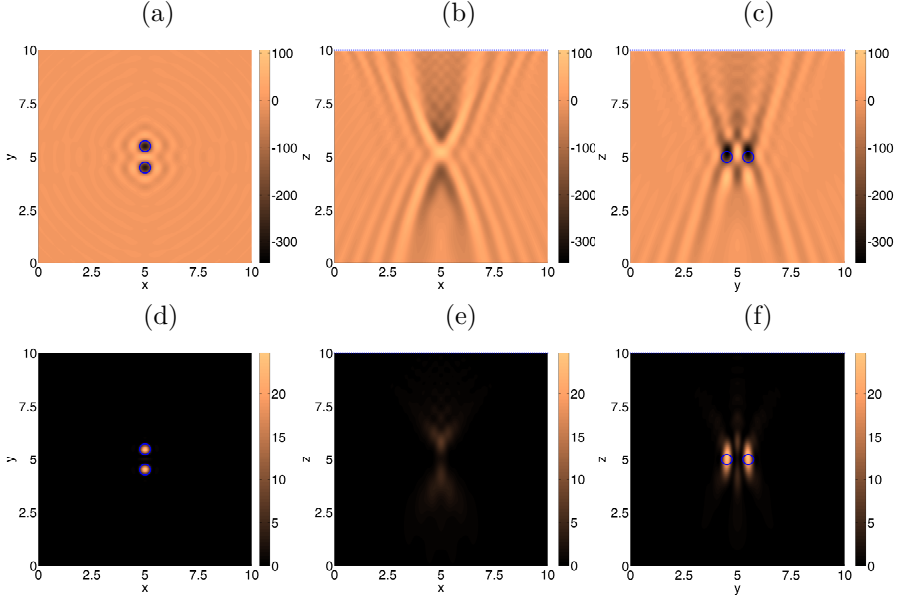 (a) (b) (c)
10 100 10 100 10 100
7.5 0 7.5 0 7.5 0
y 5 -100 z 5 -100 z 5 -100
2.5 -200 2.5 -200 2.5 -200
-300 -300 -300
0 0 0
0 2.5 5 7.5 10 0 2.5 5 7.5 10 0 2.5 5 7.5 10
x x y
(d) (e) (f)
10 10 10
20 20 20
7.5 7.5 7.5
15 15 15
y 5 z 5 z 5
10 10 10
2.5 5 2.5 5 2.5 5
0 0 0 0 0 0
0 2.5 5 7.5 10 0 2.5 5 7.5 10 0 2.5 5 7.5 10
x x y